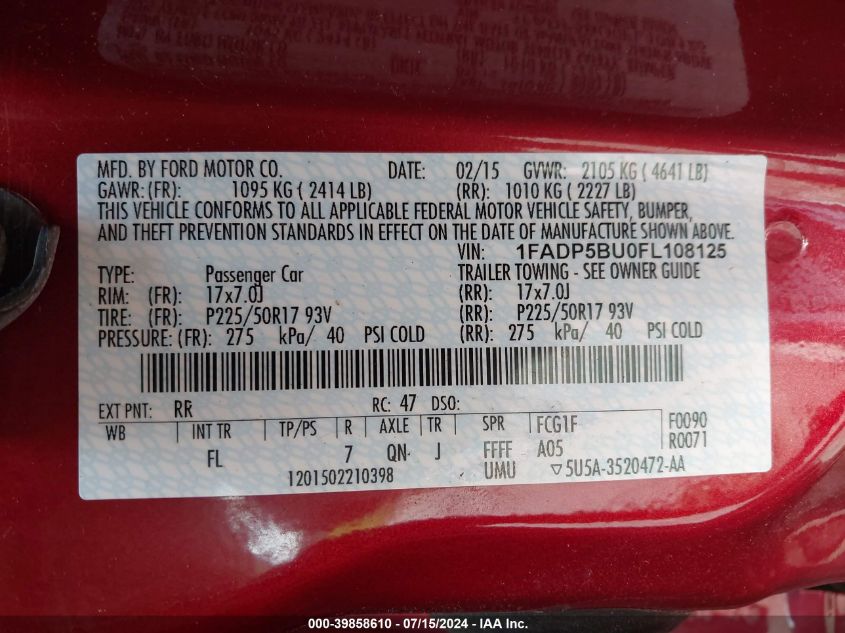 MFD. BY FORD MOTOR CO. DATE: 02/15 GVWR: 2105 KG ( 4641 LB)
GAWR: (FR): 1095 KG ( 2414 LB) (RR): 1010 KG ( 2227 LB)
THIS VEHICLE CONFORMS TO ALL APPLICABLE FEDERAL MOTOR VEHICLE SAFETY, BUMPER,
AND THEFT PREVENTION STANDARDS IN EFFECT ON THE DATE OF MANUFACTURE SHOWN ABOVE.
VIN: 1FADP5BU0FL108125
TYPE: Passenger Car TRAILER TOWING - SEE OWNER GUIDE
RIM: (FR): 17x7.0J (RR): 17x7.0J
TIRE: (FR): P225/50R17 93V (RR): P225/50R17 93V
PRESSURE: (FR): 275 kPa/ 40 PSI COLD (RR): 275 kPa/ 40 PSI COLD
EXT PNT: RR RC: 47 DSO:
WB INT TR TP/PS R AXLE TR SPR FCG1F F0090
FL 7 QN J FFFF A05 R0071
1201502210398 UMU ▽5U5A-3520472-AA
000-39858610 - 07/15/2024 - IAA Inc.